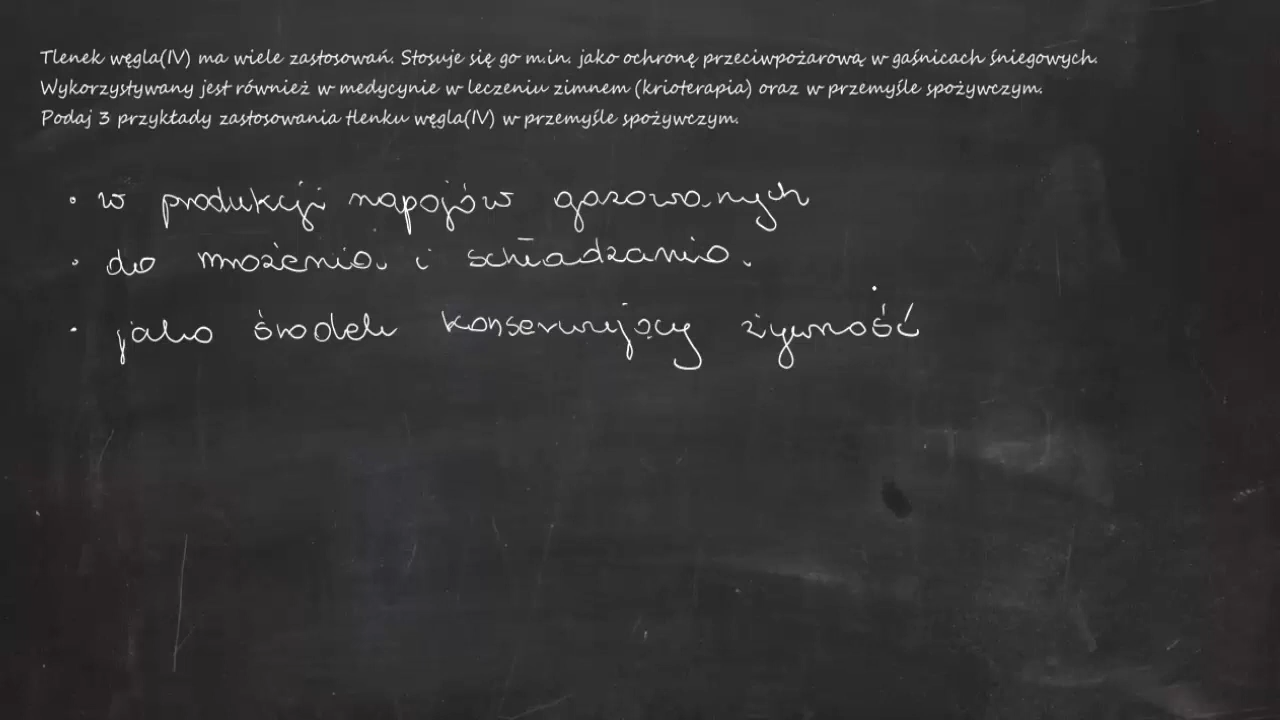 Tlenek węgla(IV) ma wiele zastosowań. Stosuje się go m.in. jako ochronę przeciwpożarową w gaśnicach śniegowych.
Wykorzystywany jest również w medycynie w leczeniu zimnem (krioterapia) oraz w przemyśle spożywczym.
Podaj 3 przykłady zastosowania tlenku węgla(IV) w przemyśle spożywczym.
• w produkcji napojów gazowanych
• do mrożenia i schładzania.
• jako środek konserwujący żywność